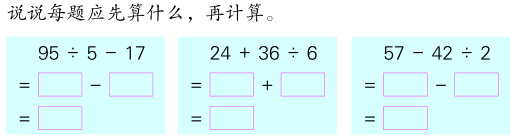 说说每题应先算什么，再计算。
95 ÷ 5 − 17
= □ − □
= □
24 + 36 ÷ 6
= □ + □
= □
57 − 42 ÷ 2
= □ − □
= □